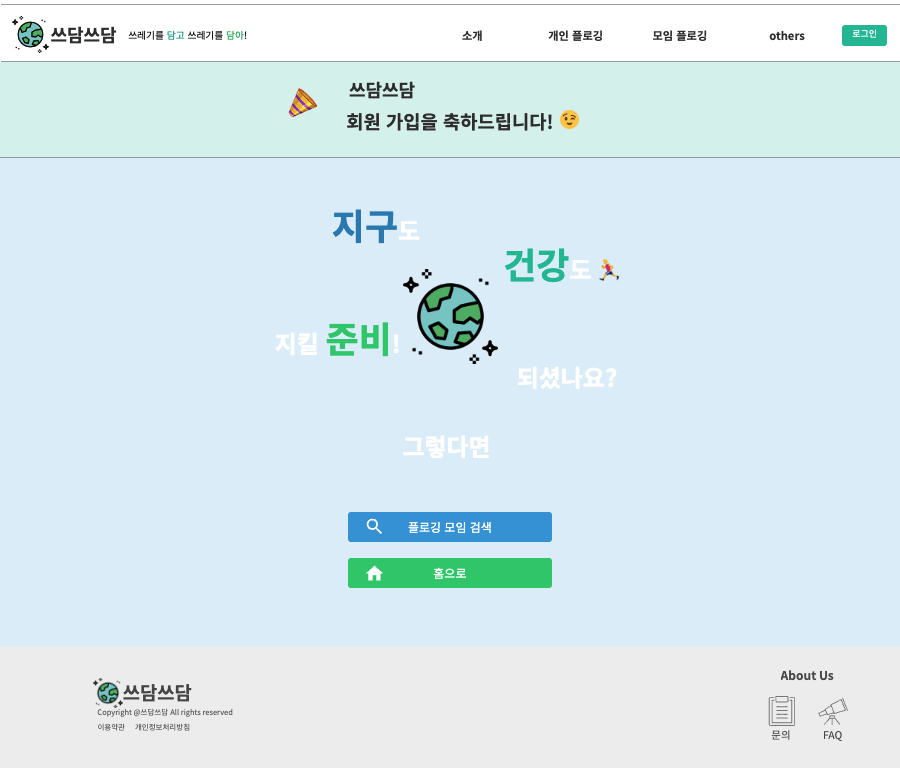 쓰담쓰담 쓰레기를 담고 쓰레기를 담아! 소개 개인 플로깅 모임 플로깅 others 로그인
쓰담쓰담
회원 가입을 축하드립니다!
지구도
건강도
지킬 준비!
되셨나요?
그렇다면
플로깅 모임 검색
홈으로
쓰담쓰담
Copyright @쓰담쓰담 All rights reserved
이용약관 개인정보처리방침
About Us
문의 FAQ